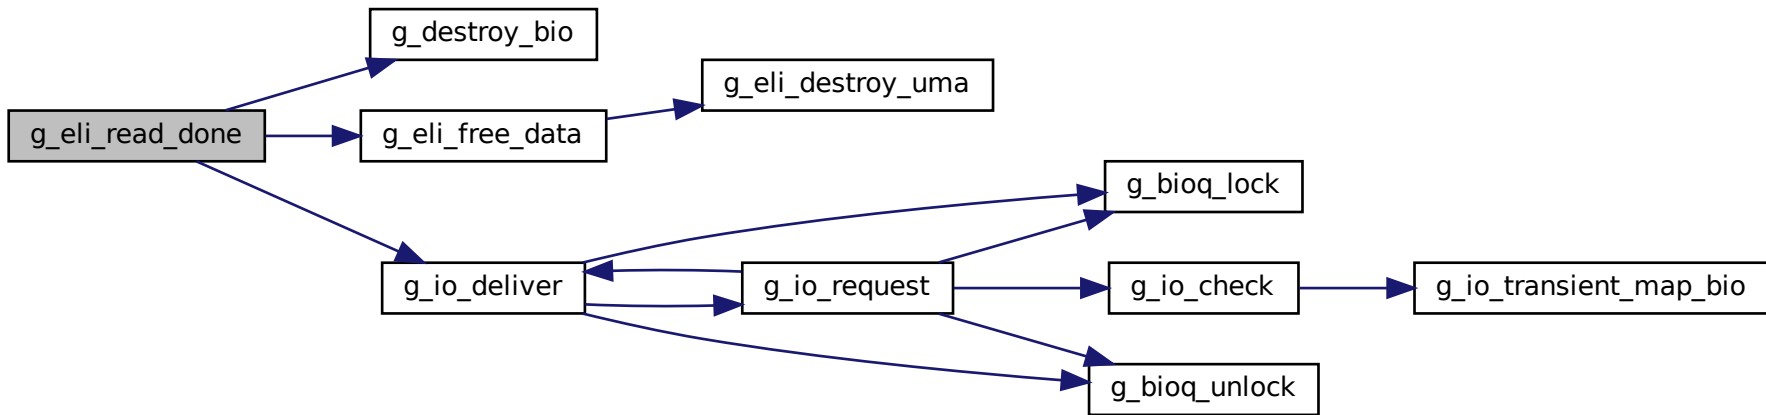 g_destroy_bio
g_eli_destroy_uma
g_eli_read_done
g_eli_free_data
g_bioq_lock
g_io_deliver
g_io_request
g_io_check
g_io_transient_map_bio
g_bioq_unlock